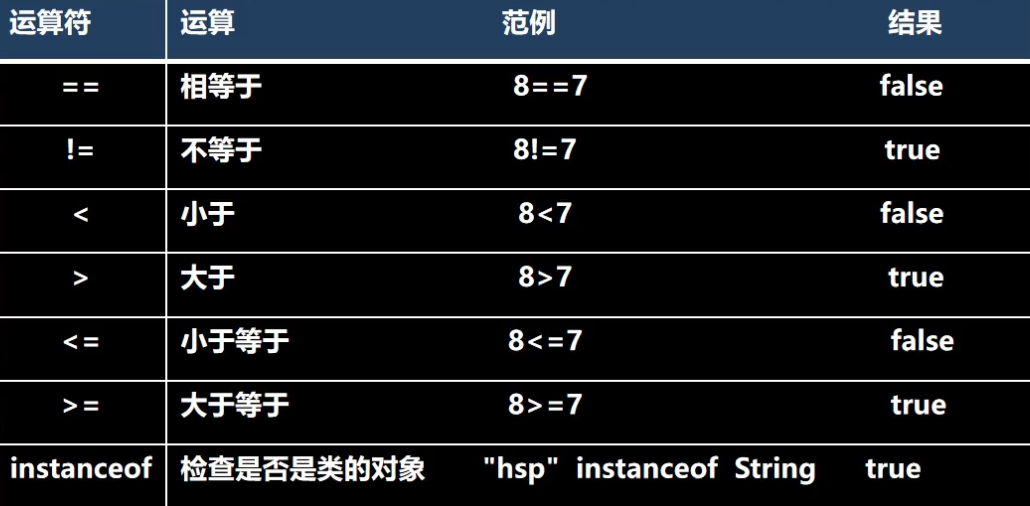 运算符 运算 范例 结果
== 相等于 8==7 false
!= 不等于 8!=7 true
< 小于 8<7 false
> 大于 8>7 true
<= 小于等于 8<=7 false
>= 大于等于 8>=7 true
instanceof 检查是否是类的对象 "hsp" instanceof String true